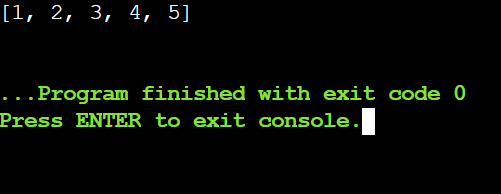 [1, 2, 3, 4, 5]
...Program finished with exit code 0
Press ENTER to exit console.